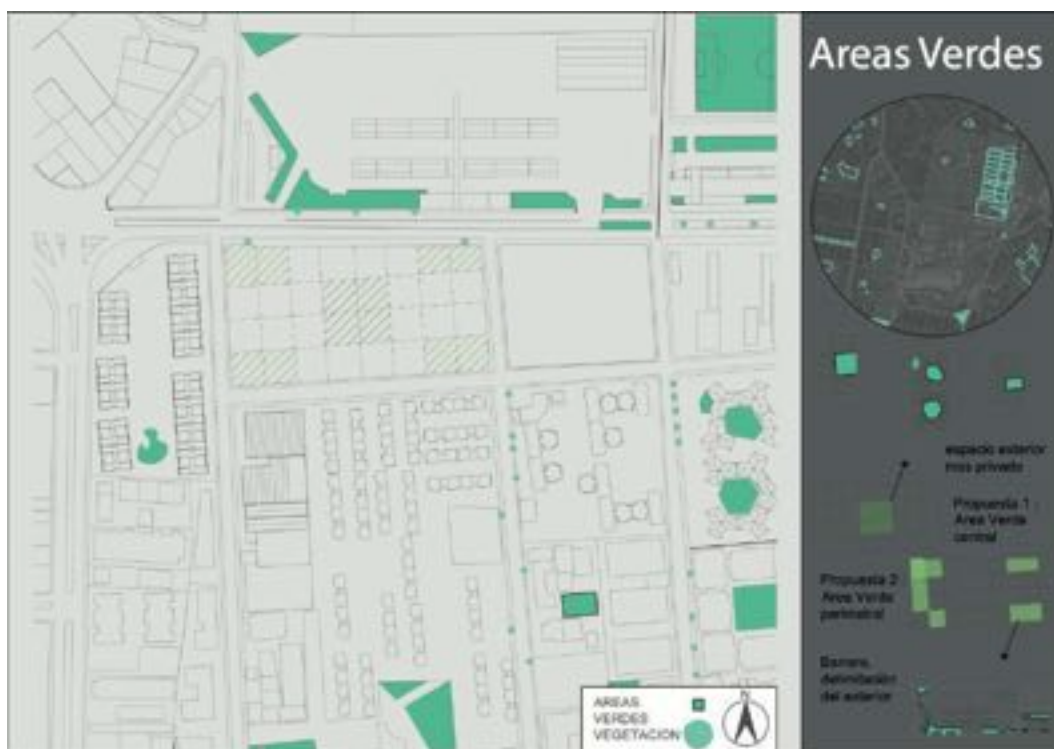 Areas Verdes
espacio exterior
mas privado
Propuesta 1 :
Area Verde
central
Propuesta 2
Area Verde
perimetral
Barrera,
delimitación
del exterior
AREAS
VERDES
VEGETACION
N